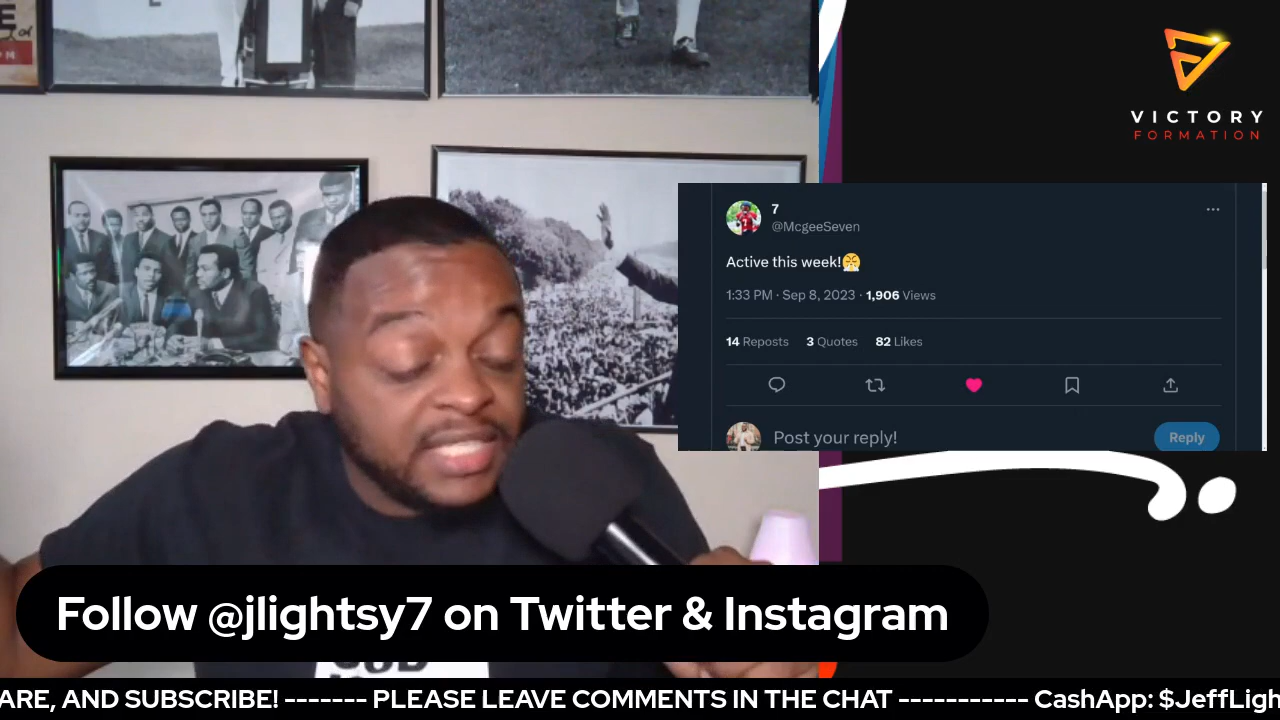 VICTORY
FORMATION
7
@McgeeSeven
Active this week!😤
1:33 PM · Sep 8, 2023 · 1,906 Views
14 Reposts 3 Quotes 82 Likes
Post your reply!
Reply
Follow @jlightsy7 on Twitter & Instagram
GOD
ARE, AND SUBSCRIBE! ------- PLEASE LEAVE COMMENTS IN THE CHAT ----------- CashApp: $JeffLigh